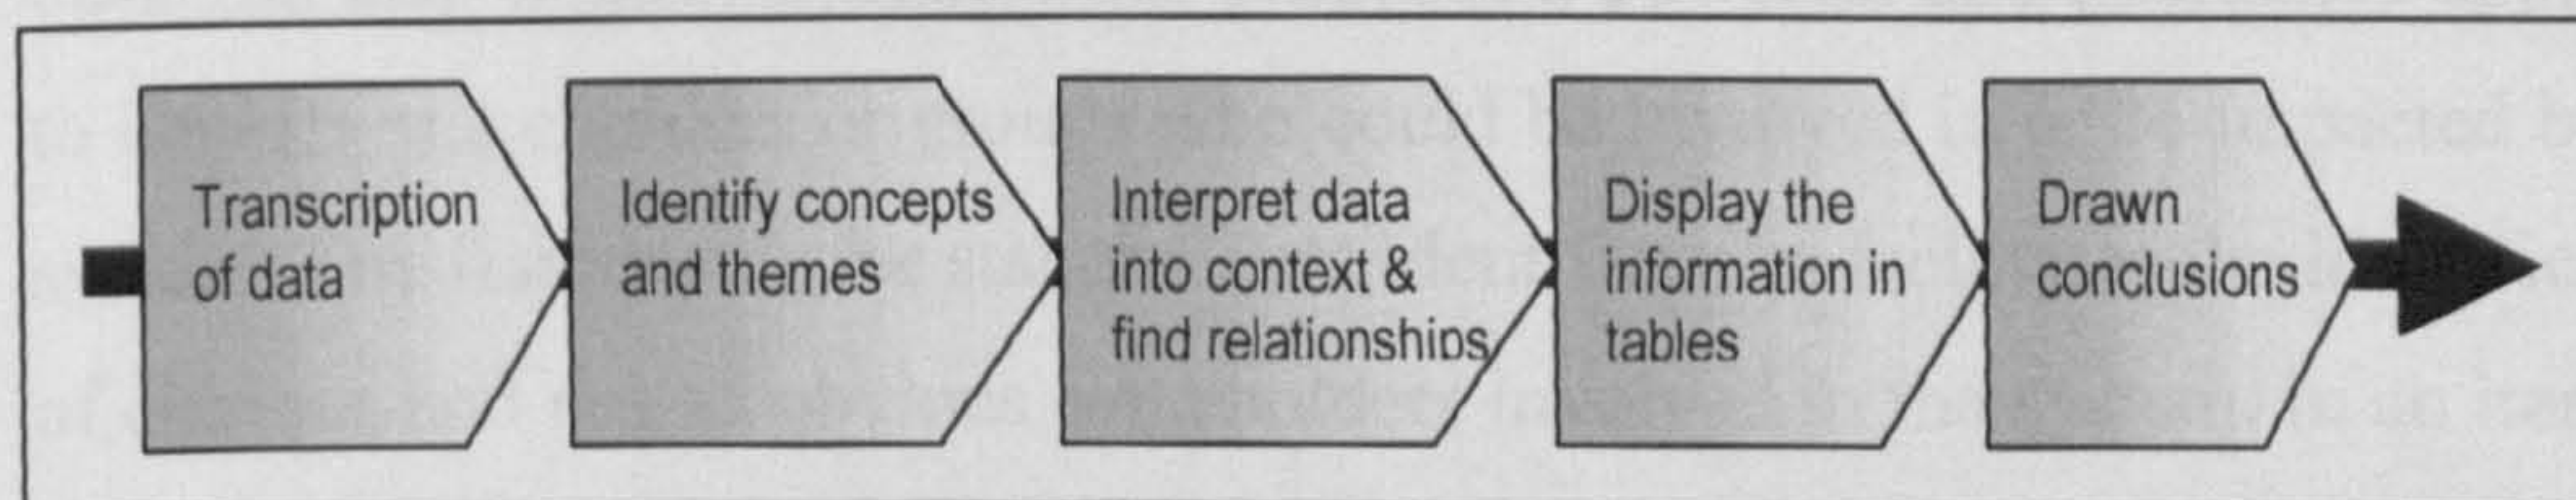 Transcription
of data
Identify concepts
and themes
Interpret data
into context &
find relationships
Display the
information in
tables
Drawn
conclusions